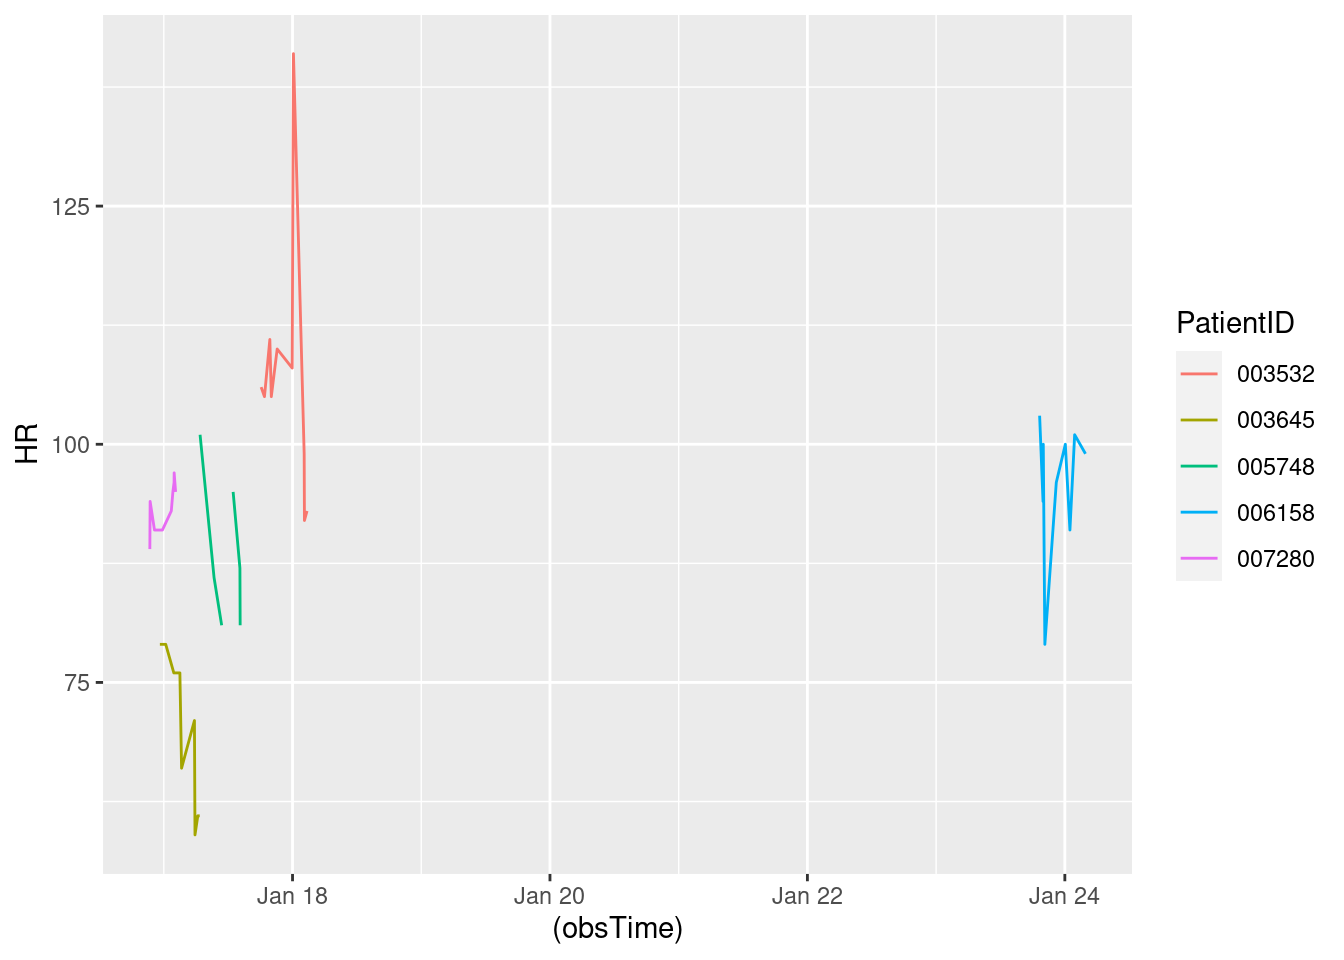 125
100
75
HR
Jan 18
Jan 20
Jan 22
Jan 24
(obsTime)
PatientID
003532
003645
005748
006158
007280